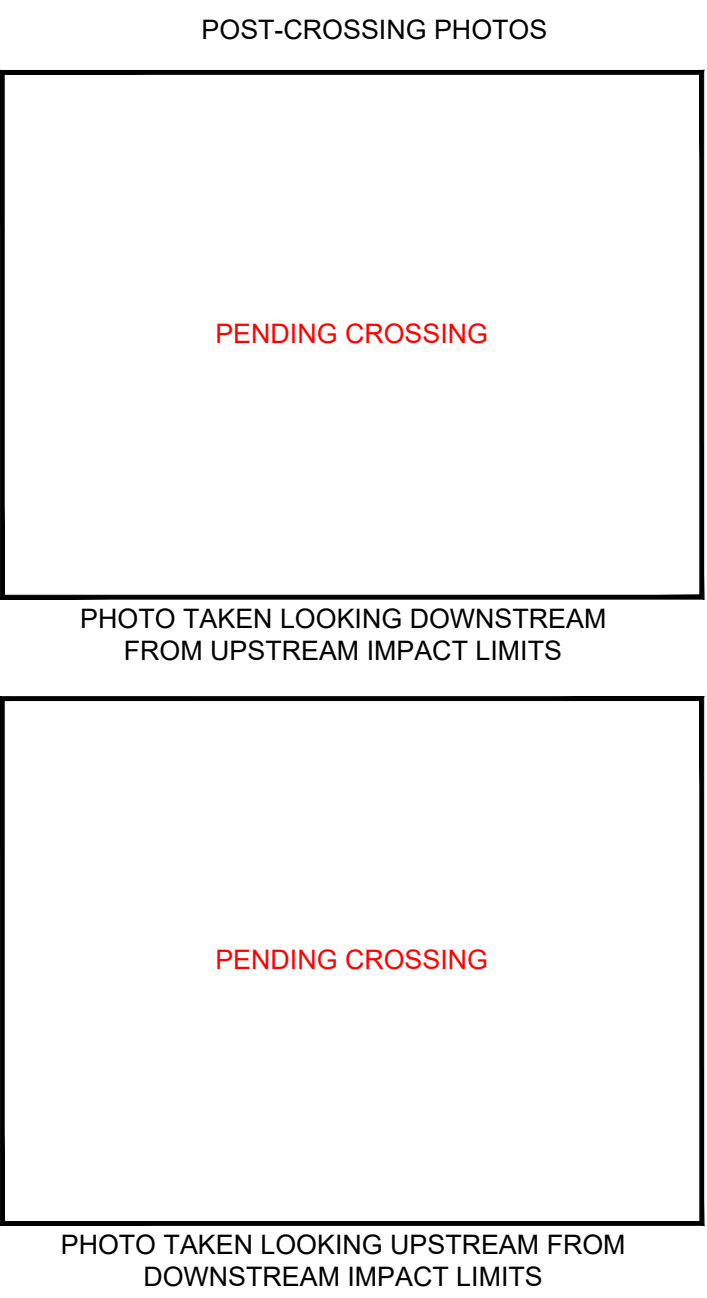 POST-CROSSING PHOTOS
PENDING CROSSING
PHOTO TAKEN LOOKING DOWNSTREAM
FROM UPSTREAM IMPACT LIMITS
PENDING CROSSING
PHOTO TAKEN LOOKING UPSTREAM FROM
DOWNSTREAM IMPACT LIMITS